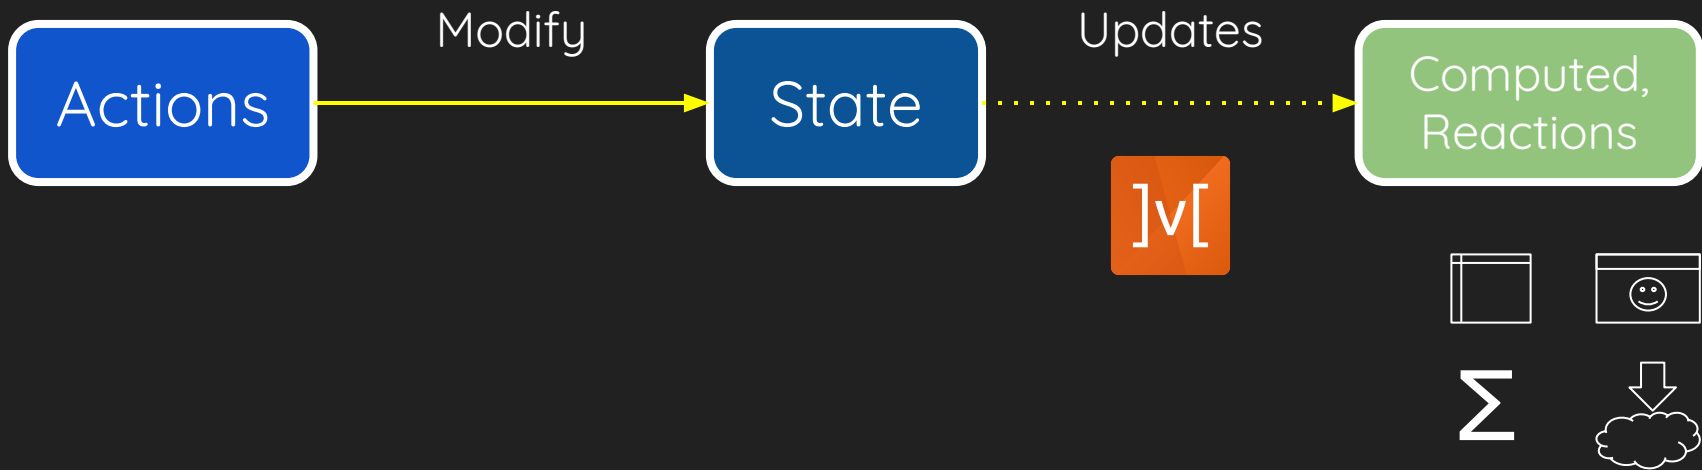 Modify
Updates
Actions
State
Computed,
Reactions
]v[
Σ